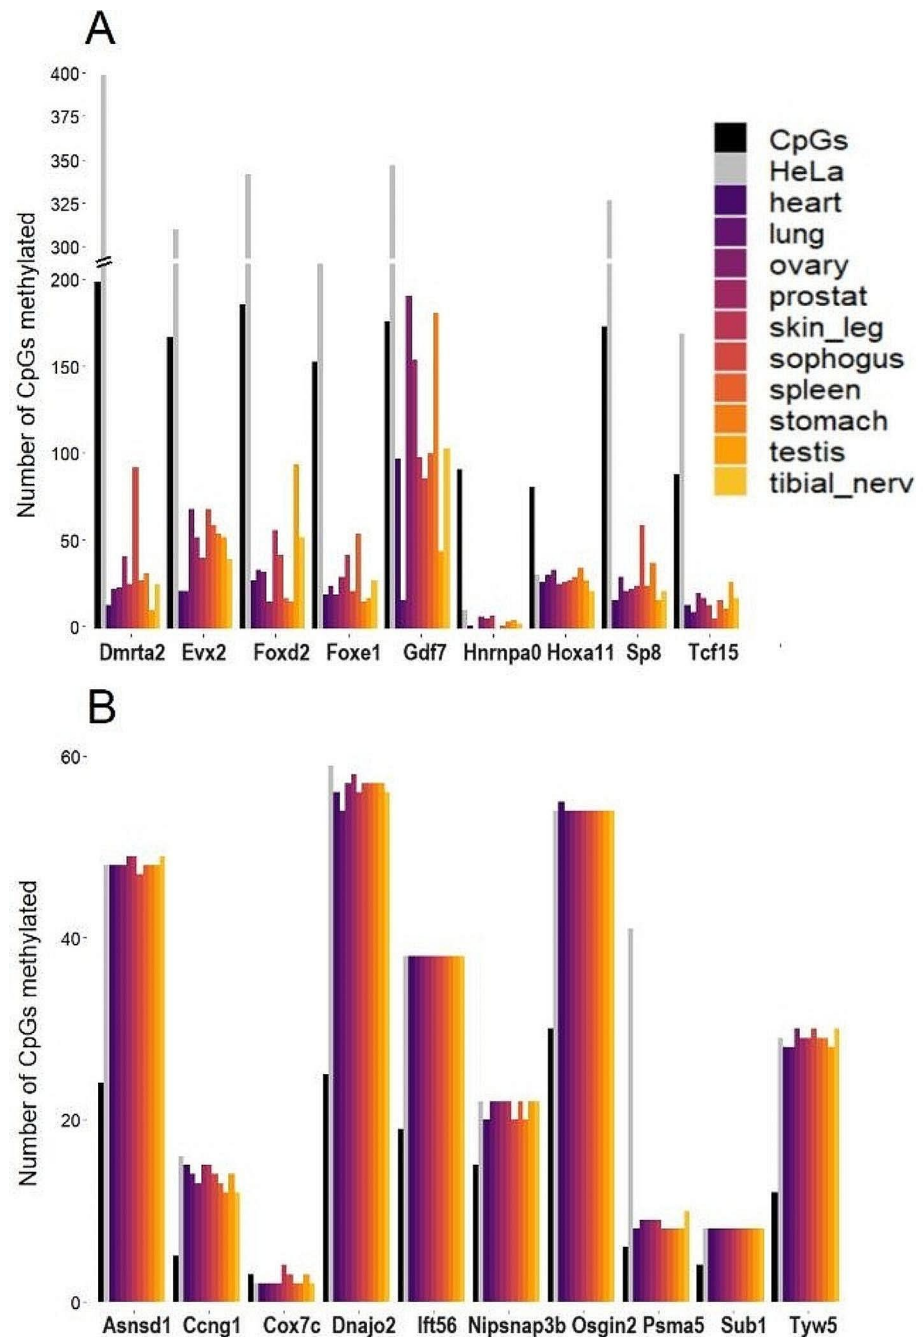 A
Number of CpGs methylated
400
375
350
325
300
200
150
100
50
0
CpGs
HeLa
heart
lung
ovary
prostat
skin_leg
sophogus
spleen
stomach
testis
tibial_nerv
Dmrta2 Evx2 Foxd2 Foxe1 Gdf7 Hnrnpa0 Hoxa11 Sp8 Tcf15
B
Number of CpGs methylated
60
40
20
0
Asnsd1 Ccng1 Cox7c Dnajo2 Ift56 Nipsnap3b Osgin2 Psma5 Sub1 Tyw5